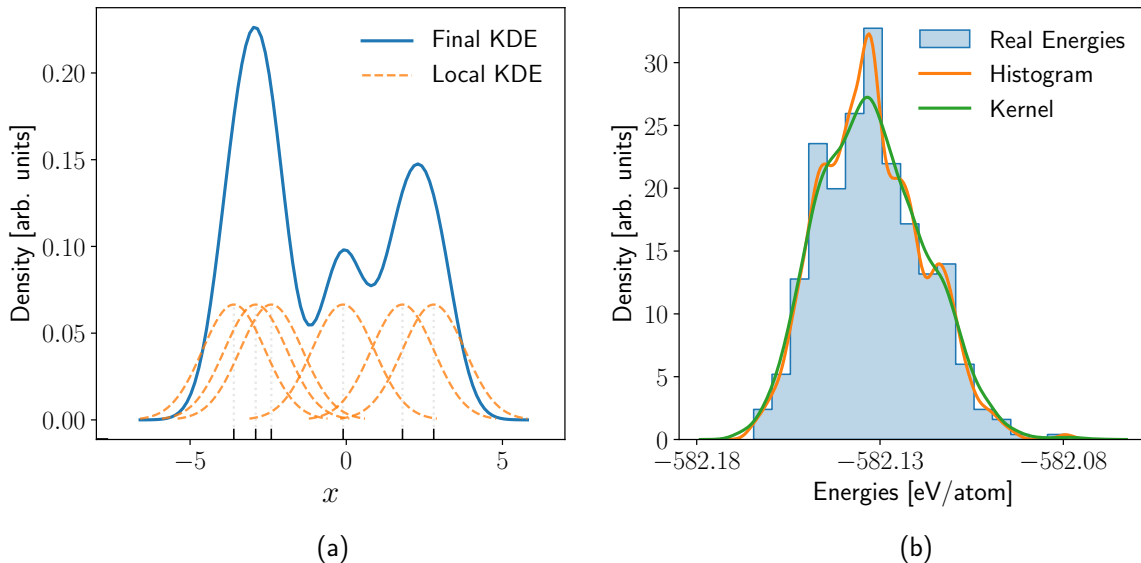 Final KDE
Local KDE
Density [arb. units]
0.20
0.15
0.10
0.05
0.00
−5
0
5
x
(a)
Real Energies
Histogram
Kernel
Density [arb. units]
30
25
20
15
10
5
0
−582.18
−582.13
−582.08
Energies [eV/atom]
(b)